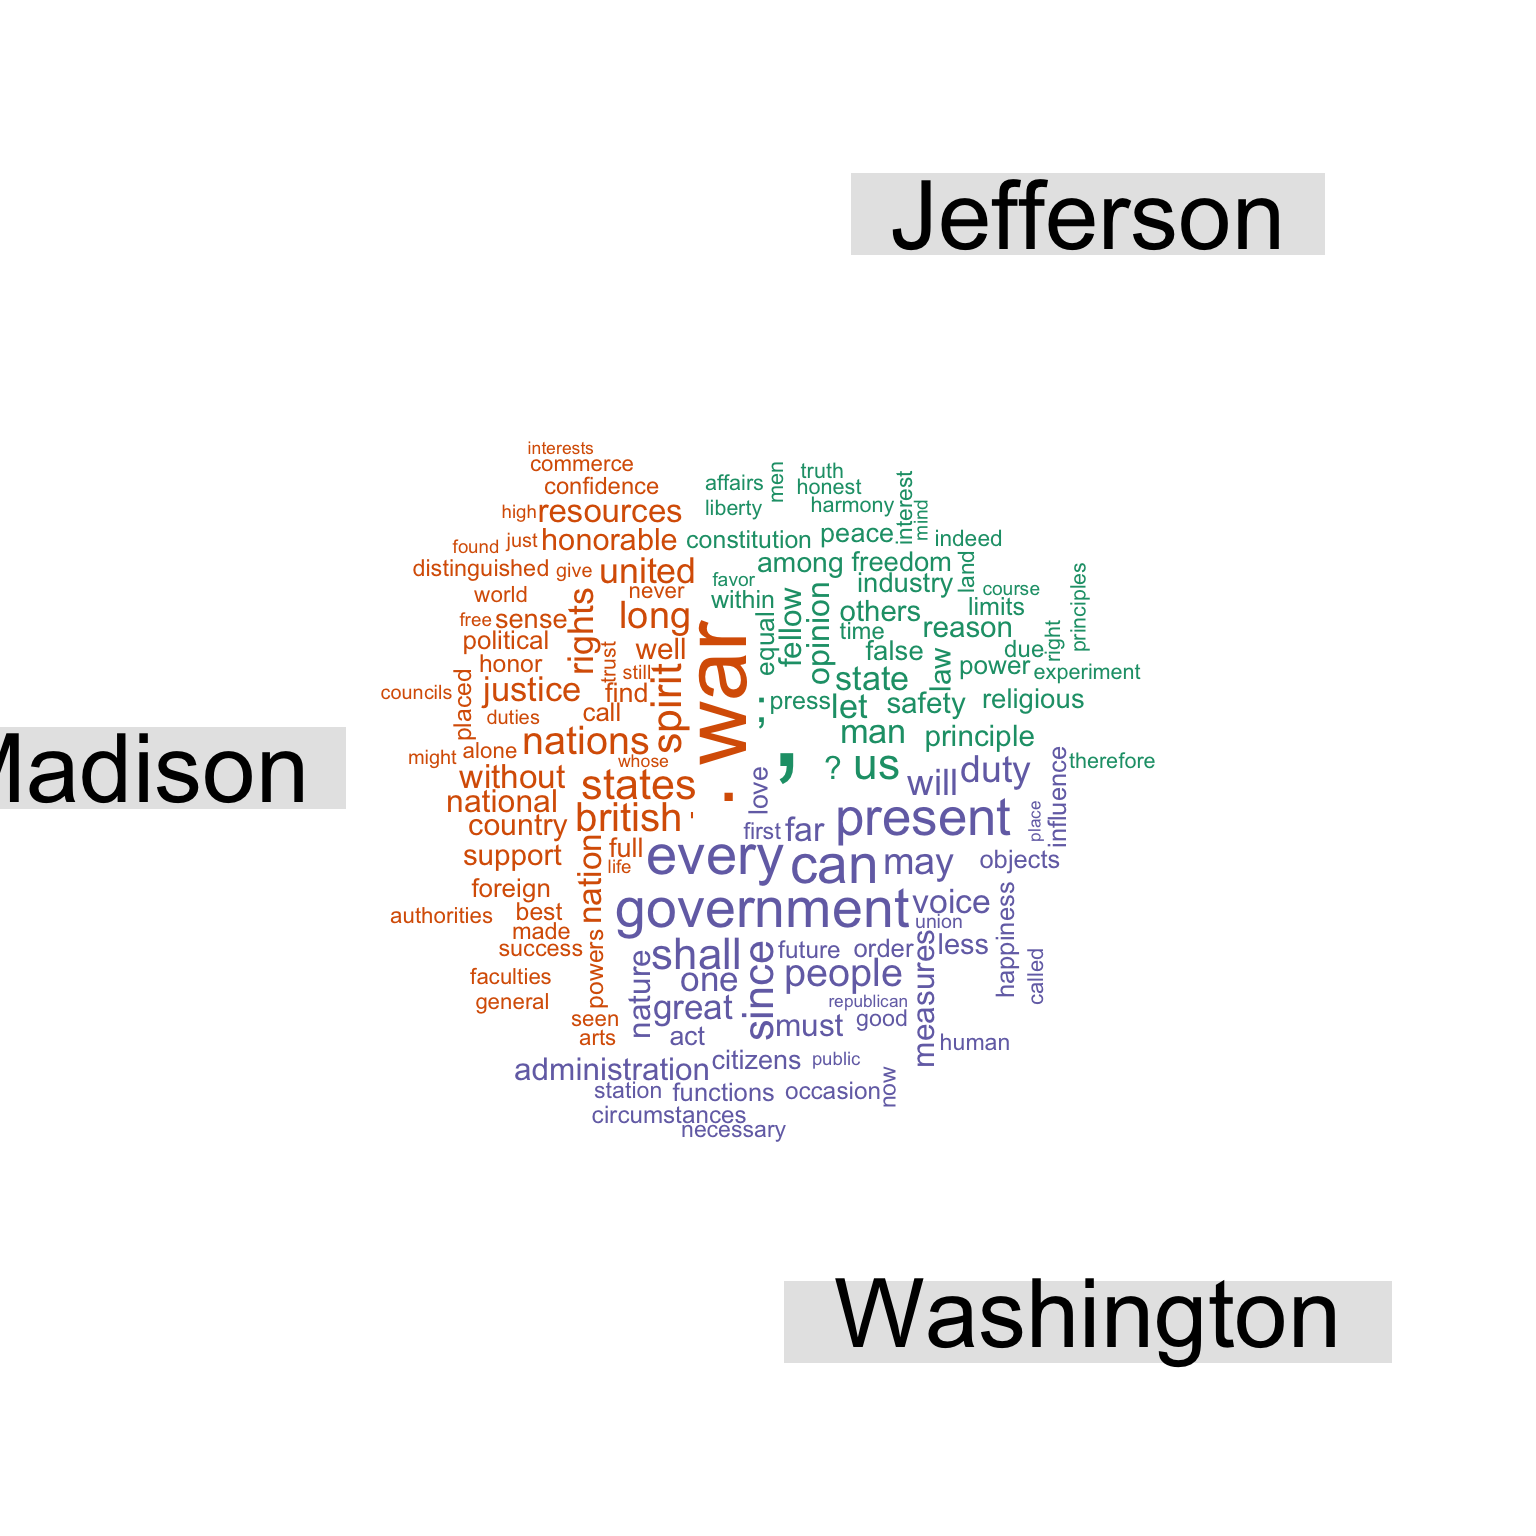 Jefferson
Madison
Washington
interests
commerce
confidence
high resources
found just honorable
distinguished give united
world
never
free sense rights long
political
well
honor
trust
still
councils placed justice find spirit war
duties call
might alone nations
whose
without states .
national
country british '
support full
life
foreign nation
authorities best
made
success
faculties powers
general
seen
arts
affairs men truth
honest
liberty harmony interest mind
constitution peace indeed
among freedom land
favor industry course principles
within fellow opinion others limits
equal time reason right
false due
state law power experiment
; press let safety religious
man principle
, ? us therefore
love will duty influence
first far present place
every can may objects
government voice happiness
union
shall since future order measures less called
one people
nature great republican
must good
act human
administration citizens public
station functions occasion now
circumstances
necessary